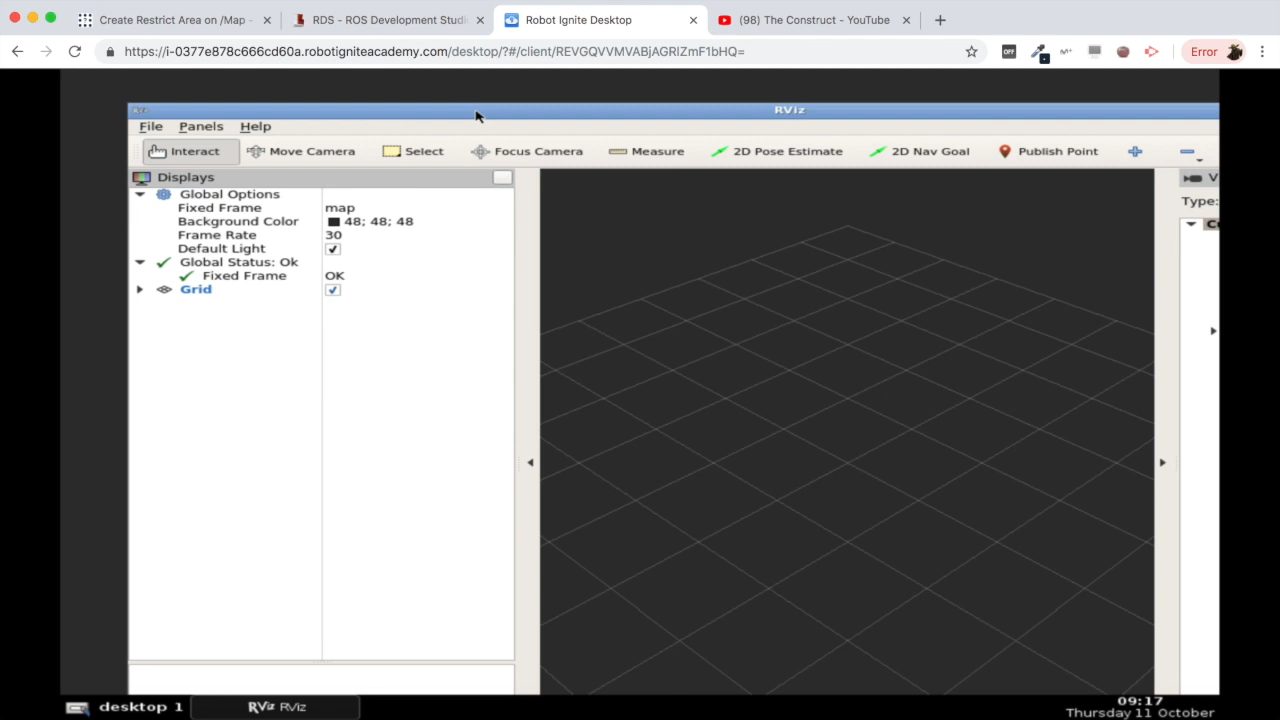 Create Restrict Area on /Map -
RDS - ROS Development Studi
Robot Ignite Desktop
(98) The Construct - YouTube
https://i-0377e878c666cd60a.robotigniteacademy.com/desktop/?#/client/REVGQVVMVABjAGRlZmF1bHQ=
OFF
Error
RViz
File Panels Help
Interact Move Camera Select Focus Camera Measure 2D Pose Estimate 2D Nav Goal Publish Point
Displays
Global Options
Fixed Frame map
Background Color 48; 48; 48
Frame Rate 30
Default Light
Global Status: Ok
Fixed Frame OK
Grid
V
Type:
desktop 1
RViz RViz
09:17
Thursday 11 October